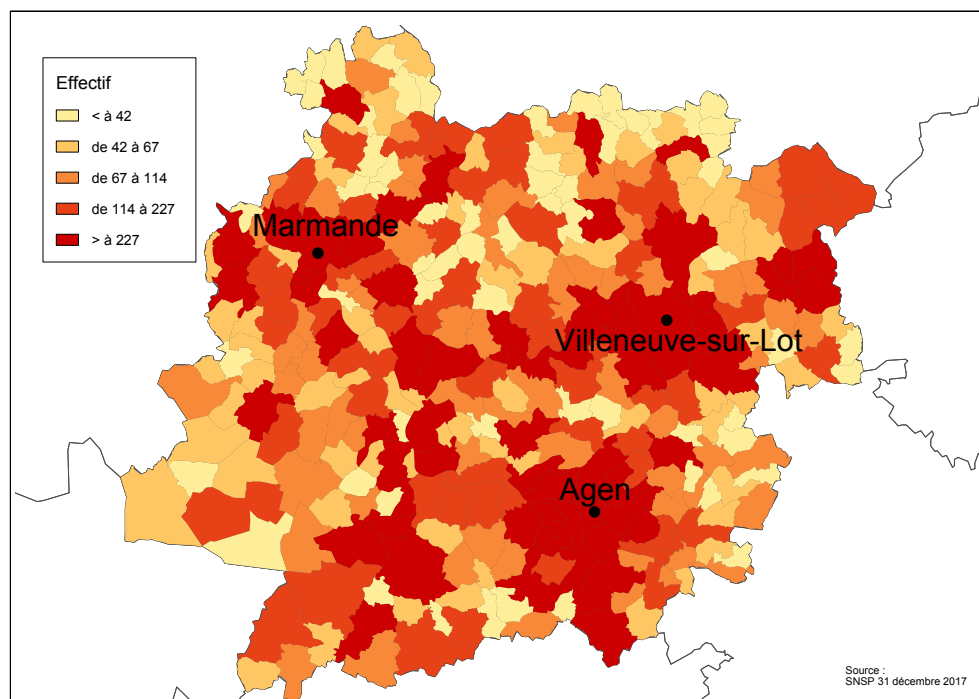 Effectif
< à 42
de 42 à 67
de 67 à 114
de 114 à 227
> à 227
Marmande
Villeneuve-sur-Lot
Agen
Source :
SNSP 31 décembre 2017